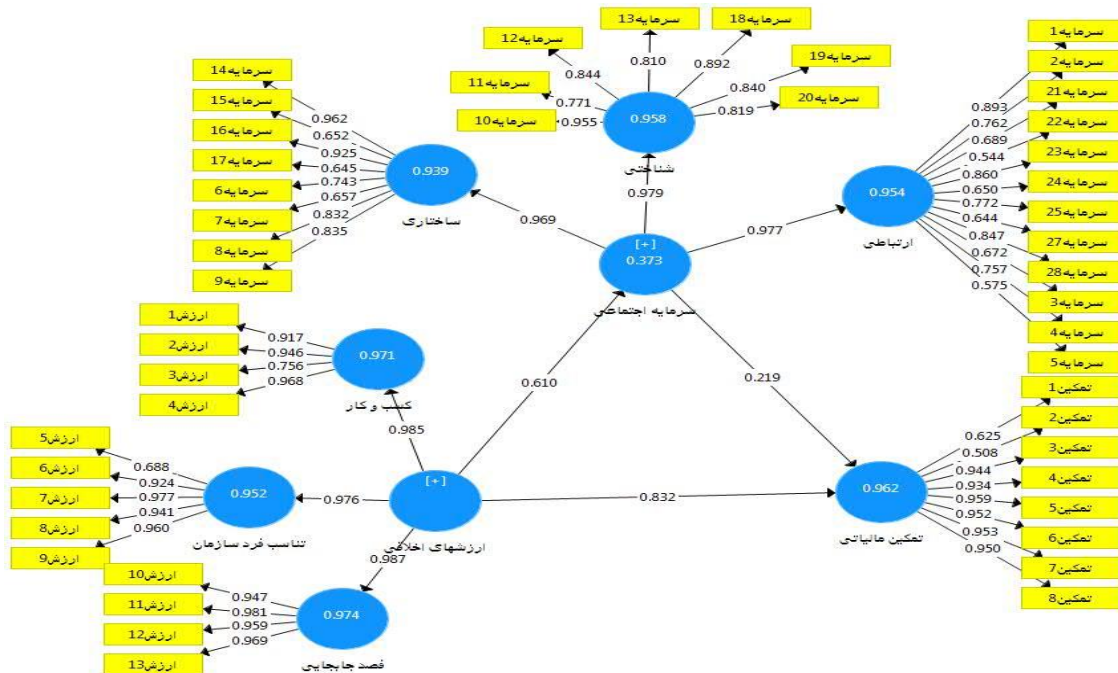 سرمایه14
سرمایه15
سرمایه16
سرمایه17
سرمایه6
سرمایه7
سرمایه8
سرمایه9
0.962
0.652
0.925
0.645
0.743
0.657
0.832
0.835
0.939
ساختاری
0.969
سرمایه12
سرمایه13
سرمایه18
سرمایه19
سرمایه11
سرمایه10
سرمایه20
0.844
0.810
0.892
0.840
0.771
0.955
0.819
0.958
شناختی
0.979
سرمایه1
سرمایه2
سرمایه21
سرمایه22
سرمایه23
سرمایه24
سرمایه25
سرمایه27
سرمایه28
سرمایه3
سرمایه4
سرمایه5
0.893
0.762
0.689
0.544
0.860
0.650
0.772
0.644
0.847
0.672
0.757
0.575
0.954
ارتباطی
0.977
[+]
0.373
سرمایه اجتماعی
0.610
0.219
ارزش1
ارزش2
ارزش3
ارزش4
0.917
0.946
0.756
0.968
0.971
کسب و کار
0.985
ارزش5
ارزش6
ارزش7
ارزش8
ارزش9
0.688
0.924
0.977
0.941
0.960
0.952
تناسب فرد سازمان
0.976
[+]
ارزشهای اخلاقی
0.832
0.987
ارزش10
ارزش11
ارزش12
ارزش13
0.947
0.981
0.959
0.969
0.974
قصد جابجایی
تمکین1
تمکین2
تمکین3
تمکین4
تمکین5
تمکین6
تمکین7
تمکین8
0.625
0.508
0.944
0.934
0.959
0.952
0.953
0.950
0.962
تمکین مالیاتی